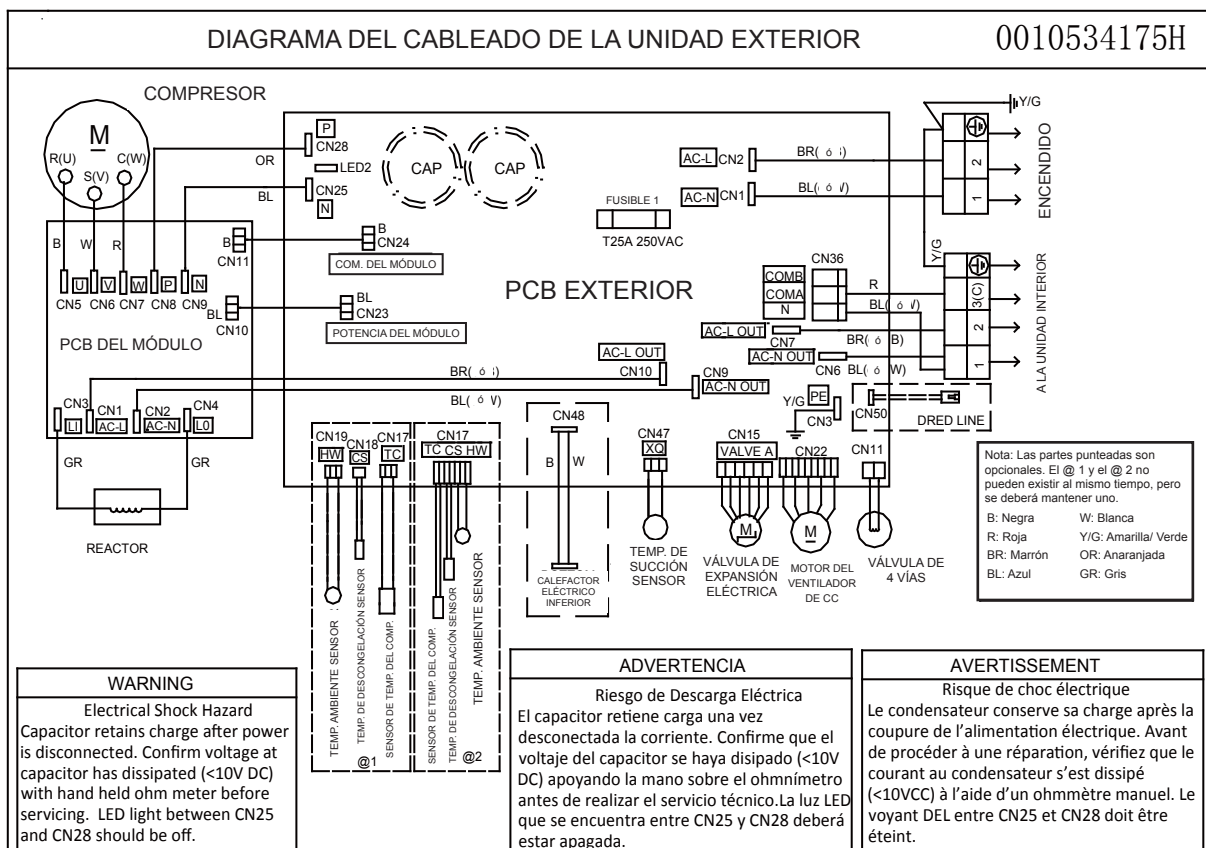 DIAGRAMA DEL CABLEADO DE LA UNIDAD EXTERIOR
0010534175H
COMPRESOR
M
R(U)
C(W)
S(V)
B
W
R
OR
BL
P
CN28
LED2
CN25
N
CAP
CAP
B
CN11
B
CN24
COM. DEL MÓDULO
U
V
W
P
N
CN5
CN6
CN7
CN8
CN9
BL
CN10
BL
CN23
POTENCIA DEL MÓDULO
PCB DEL MÓDULO
PCB EXTERIOR
FUSIBLE 1
T25A 250VAC
AC-L
CN2
BR(
AC-N
CN1
BL(
Y/G
2
1
ENCENDIDO
Y/G
CN36
COMB
COMA
N
R
BL(
3(C)
2
1
A LA UNIDAD INTERIOR
AC-L OUT
CN7
BR( ó B)
AC-N OUT
CN6
BL( ó W)
AC-L OUT
CN10
BR(
CN9
AC-N OUT
BL(
CN3
LI
CN1
AC-L
CN2
AC-N
CN4
L0
GR
GR
REACTOR
Y/G
PE
CN3
CN50
DRED LINE
CN19
HW
CN18
CS
CN17
TC
CN17
TC CS HW
CN48
B
W
CN47
XQ
CN15
VALVE A
CN22
CN11
M
M
TEMP. AMBIENTE SENSOR
TEMP. DE DESCONGELACIÓN SENSOR
SENSOR DE TEMP. DEL COMP.
@1
SENSOR DE TEMP. DEL COMP.
TEMP. DE DESCONGELACIÓN SENSOR
TEMP. AMBIENTE SENSOR
@2
CALEFACTOR
ELÉCTRICO
INFERIOR
TEMP. DE
SUCCIÓN
SENSOR
VÁLVULA DE
EXPANSIÓN
ELÉCTRICA
MOTOR DEL
VENTILADOR
DE CC
VÁLVULA DE
4 VÍAS
Nota: Las partes punteadas son
opcionales. El @ 1 y el @ 2 no
pueden existir al mismo tiempo, pero
se deberá mantener uno.
B: Negra W: Blanca
R: Roja Y/G: Amarilla/ Verde
BR: Marrón OR: Anaranjada
BL: Azul GR: Gris
WARNING
Electrical Shock Hazard
Capacitor retains charge after power
is disconnected. Confirm voltage at
capacitor has dissipated (<10V DC)
with hand held ohm meter before
servicing. LED light between CN25
and CN28 should be off.
ADVERTENCIA
Riesgo de Descarga Eléctrica
El capacitor retiene carga una vez
desconectada la corriente. Confirme que el
voltaje del capacitor se haya disipado (<10V
DC) apoyando la mano sobre el ohmnímetro
antes de realizar el servicio técnico.La luz LED
que se encuentra entre CN25 y CN28 deberá
estar apagada.
AVERTISSEMENT
Risque de choc électrique
Le condensateur conserve sa charge après la
coupure de l'alimentation électrique. Avant
de procéder à une réparation, vérifiez que le
courant au condensateur s'est dissipé
(<10VCC) à l'aide d'un ohmmètre manuel. Le
voyant DEL entre CN25 et CN28 doit être
éteint.